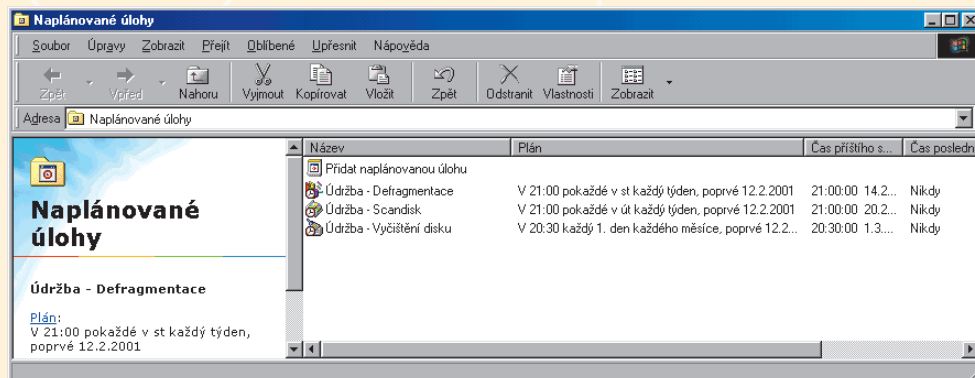 Naplánované úlohy
Soubor Úpravy Zobrazit Přejít Oblíbené Upřesnit Nápověda
Zpět Vpřed Nahoru Vyjmout Kopírovat Vložit Zpět Odstranit Vlastnosti Zobrazit
Adresa Naplánované úlohy
Název Plán Čas příštího s... Čas posledn
Přidat naplánovanou úlohu
Údržba - Defragmentace V 21:00 pokaždé v st každý týden, poprvé 12.2.2001 21:00:00 14.2... Nikdy
Údržba - Scandisk V 21:00 pokaždé v út každý týden, poprvé 12.2.2001 21:00:00 20.2... Nikdy
Údržba - Vyčištění disku V 20:30 každý 1. den každého měsíce, poprvé 12.2... 20:30:00 1.3.... Nikdy
Naplánované
úlohy
Údržba - Defragmentace
Plán:
V 21:00 pokaždé v st každý týden,
poprvé 12.2.2001